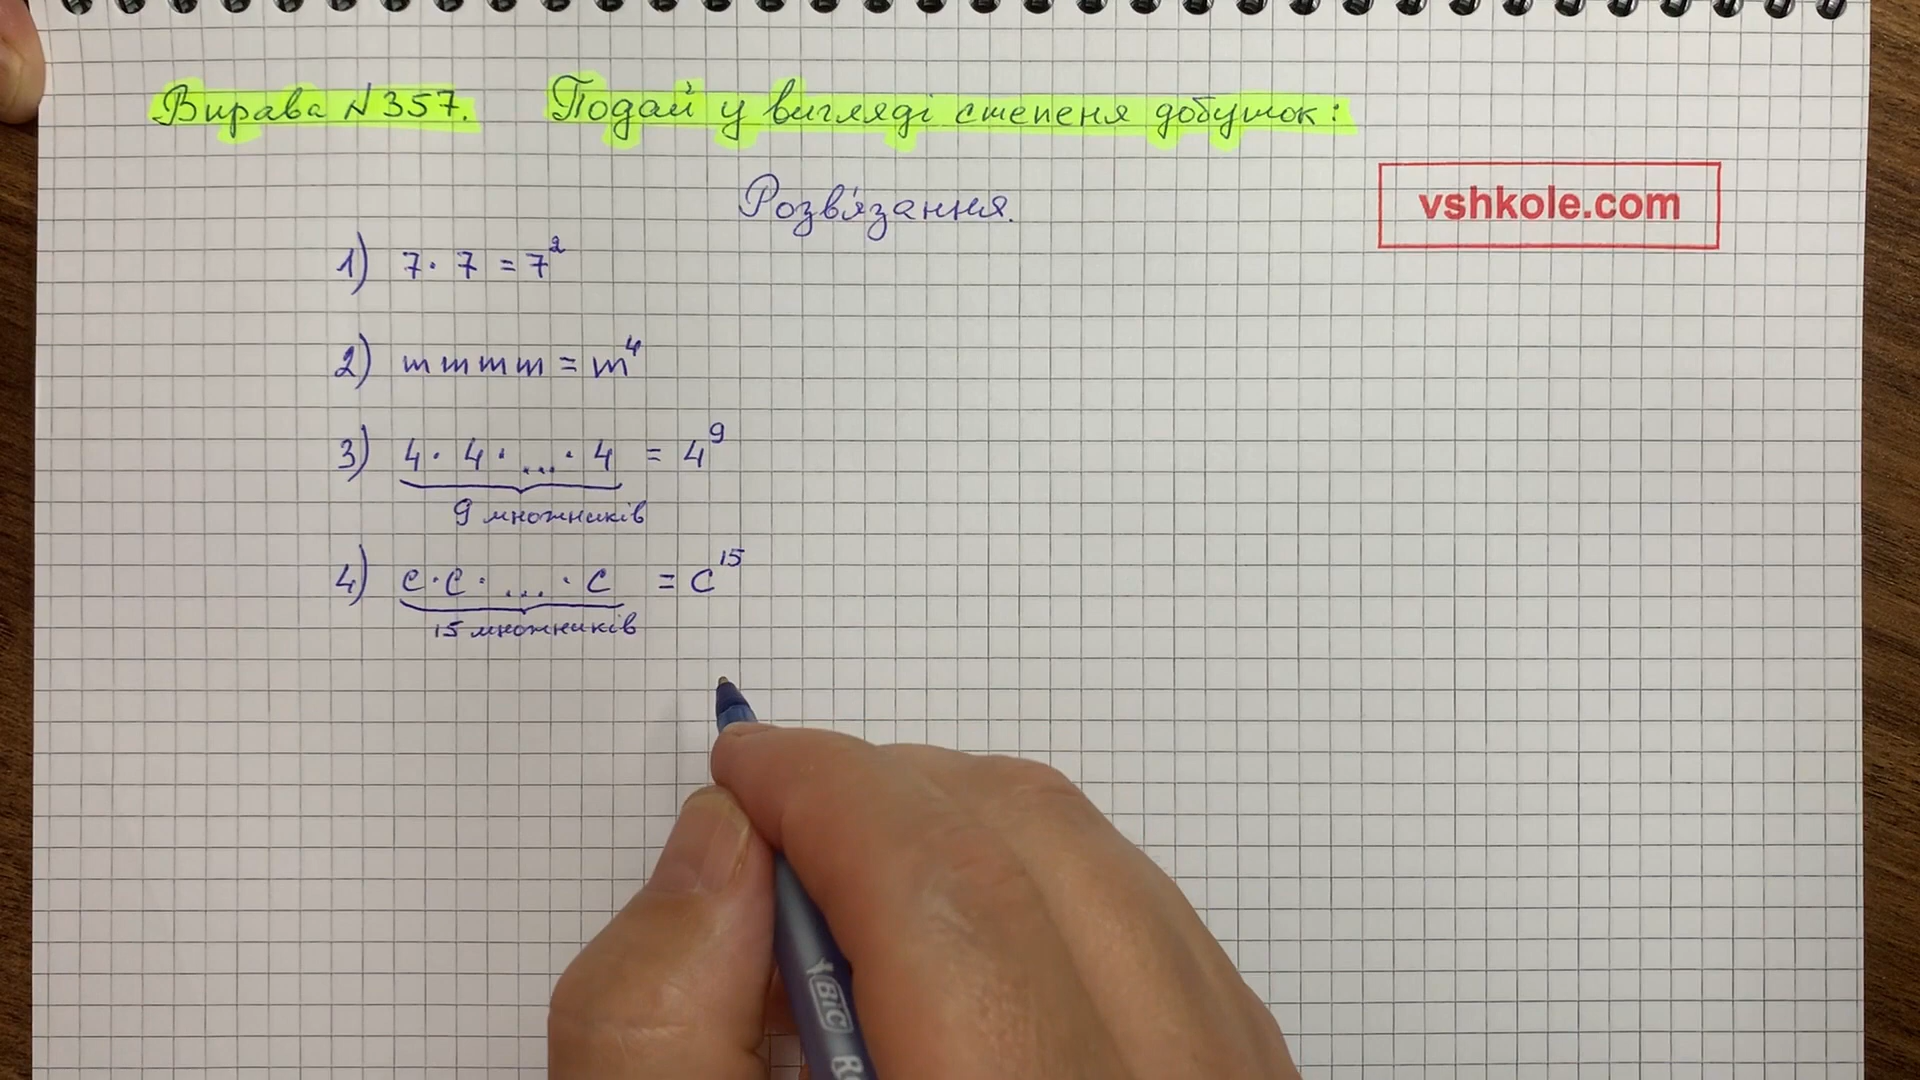 Вправа №357. Подай у вигляді степеня добуток:
Розв'язання.
vshkole.com
1) 7 · 7 = 7²
2) m m m m = m⁴
3) 4 · 4 · ... · 4 = 4⁹
9 множників
4) c · c · ... · c = c¹⁵
15 множників
BIC